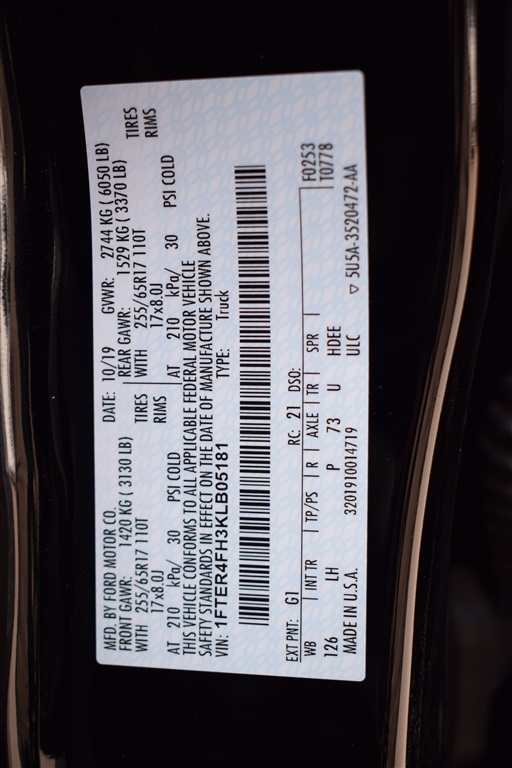 MFD. BY FORD MOTOR CO. DATE: 10/19 GVWR: 2744 KG ( 6050 LB)
FRONT GAWR: 1420 KG ( 3130 LB) REAR GAWR: 1529 KG ( 3370 LB)
WITH 255/65R17 110T TIRES WITH 255/65R17 110T TIRES
17x8.0J RIMS 17x8.0J RIMS
AT 210 kPa/ 30 PSI COLD AT 210 kPa/ 30 PSI COLD
THIS VEHICLE CONFORMS TO ALL APPLICABLE FEDERAL MOTOR VEHICLE
SAFETY STANDARDS IN EFFECT ON THE DATE OF MANUFACTURE SHOWN ABOVE.
VIN: 1FTER4FH3KLB05181 TYPE: Truck
EXT PNT: G1 RC: 21 DSO: F0253
WB INT TR TP/PS R AXLE TR SPR T0778
126 LH P 73 U HDEE
MADE IN U.S.A. 3201910014719 ULC ▽ 5U5A-3520472-AA